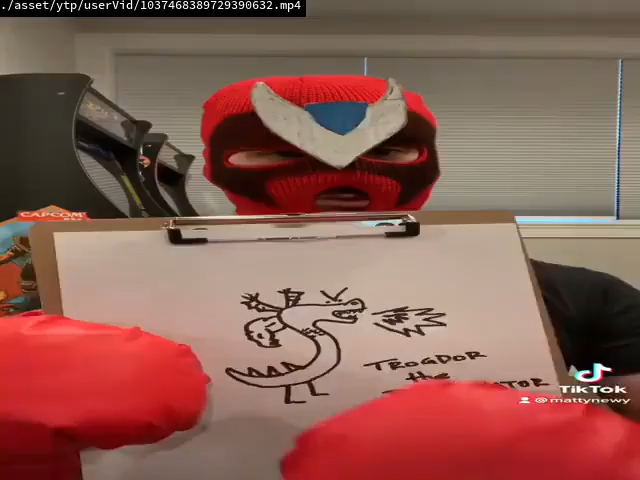 ./asset/ytp/userVid/1037468389729390632.mp4
CAPCOM
TROGDOR
the
TikTok
@mattynewy